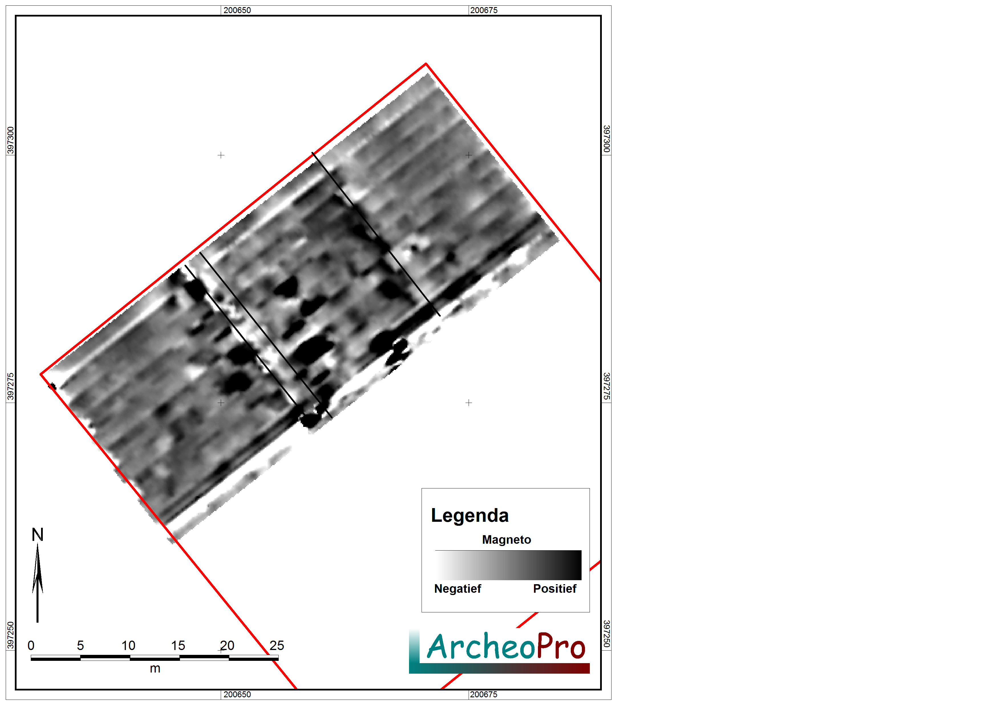 200650 200675
397300 397300
397275 397275
Legenda
Magneto
N
Negatief Positief
397250 397250
0 5 10 15 20 25
ArcheoPro
m
200650 200675